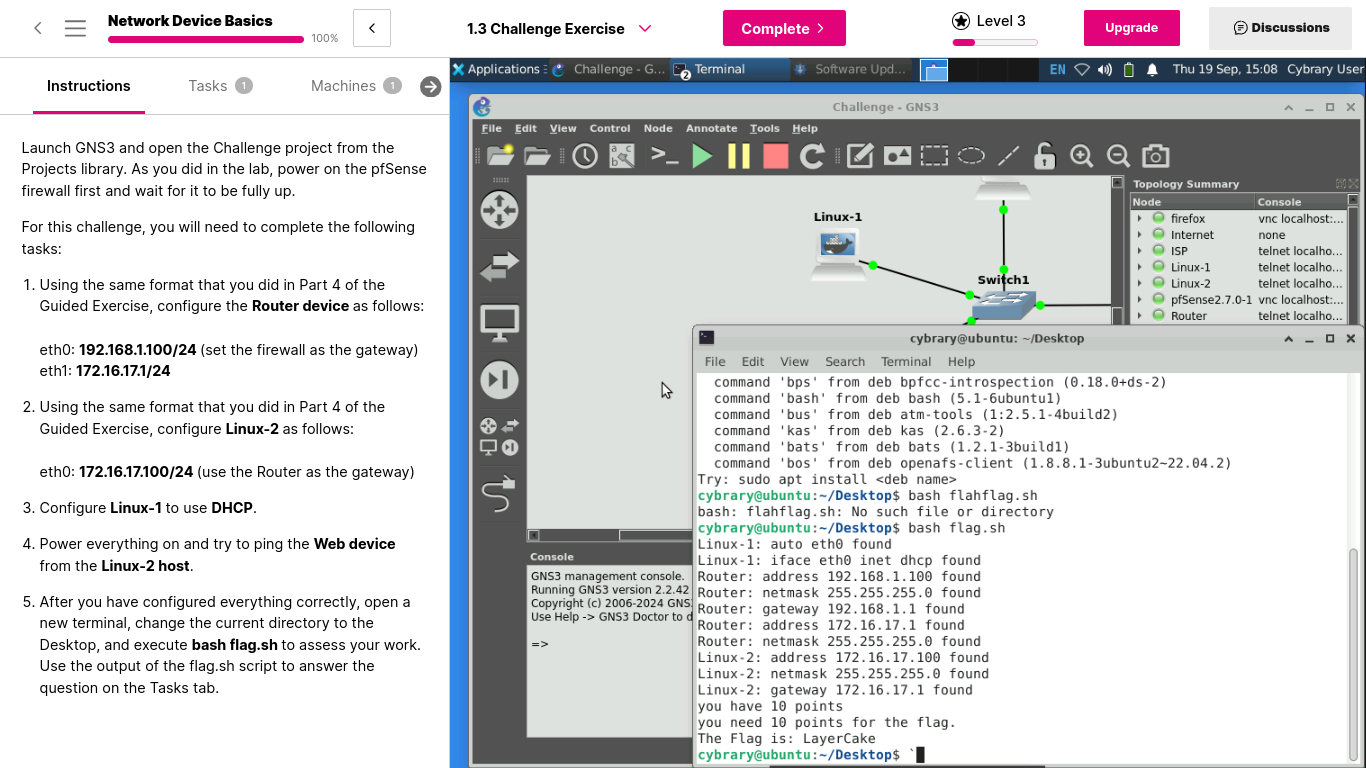 Network Device Basics
100%
1.3 Challenge Exercise
Complete
Level 3
Upgrade
Discussions
Instructions
Tasks 1
Machines 1
Launch GNS3 and open the Challenge project from the
Projects library. As you did in the lab, power on the pfSense
firewall first and wait for it to be fully up.
For this challenge, you will need to complete the following
tasks:
1. Using the same format that you did in Part 4 of the
Guided Exercise, configure the Router device as follows:
eth0: 192.168.1.100/24 (set the firewall as the gateway)
eth1: 172.16.17.1/24
2. Using the same format that you did in Part 4 of the
Guided Exercise, configure Linux-2 as follows:
eth0: 172.16.17.100/24 (use the Router as the gateway)
3. Configure Linux-1 to use DHCP.
4. Power everything on and try to ping the Web device
from the Linux-2 host.
5. After you have configured everything correctly, open a
new terminal, change the current directory to the
Desktop, and execute bash flag.sh to assess your work.
Use the output of the flag.sh script to answer the
question on the Tasks tab.
Applications
Challenge - G...
2
Terminal
Software Upd...
EN
Thu 19 Sep, 15:08
Cybrary User
Challenge - GNS3
File Edit View Control Node Annotate Tools Help
Linux-1
Switch1
Topology Summary
Node Console
firefox vnc localhost:...
Internet none
ISP telnet localho...
Linux-1 telnet localho...
Linux-2 telnet localho...
pfSense2.7.0-1 vnc localhost:...
Router telnet localho...
Console
GNS3 management console.
Running GNS3 version 2.2.42
Copyright (c) 2006-2024 GNS
Use Help -> GNS3 Doctor to d
=>
cybrary@ubuntu: ~/Desktop
File Edit View Search Terminal Help
command 'bps' from deb bpfcc-introspection (0.18.0+ds-2)
command 'bash' from deb bash (5.1-6ubuntu1)
command 'bus' from deb atm-tools (1:2.5.1-4build2)
command 'kas' from deb kas (2.6.3-2)
command 'bats' from deb bats (1.2.1-3build1)
command 'bos' from deb openafs-client (1.8.8.1-3ubuntu2~22.04.2)
Try: sudo apt install <deb name>
cybrary@ubuntu:~/Desktop$ bash flahflag.sh
bash: flahflag.sh: No such file or directory
cybrary@ubuntu:~/Desktop$ bash flag.sh
Linux-1: auto eth0 found
Linux-1: iface eth0 inet dhcp found
Router: address 192.168.1.100 found
Router: netmask 255.255.255.0 found
Router: gateway 192.168.1.1 found
Router: address 172.16.17.1 found
Router: netmask 255.255.255.0 found
Linux-2: address 172.16.17.100 found
Linux-2: netmask 255.255.255.0 found
Linux-2: gateway 172.16.17.1 found
you have 10 points
you need 10 points for the flag.
The Flag is: LayerCake
cybrary@ubuntu:~/Desktop$ `